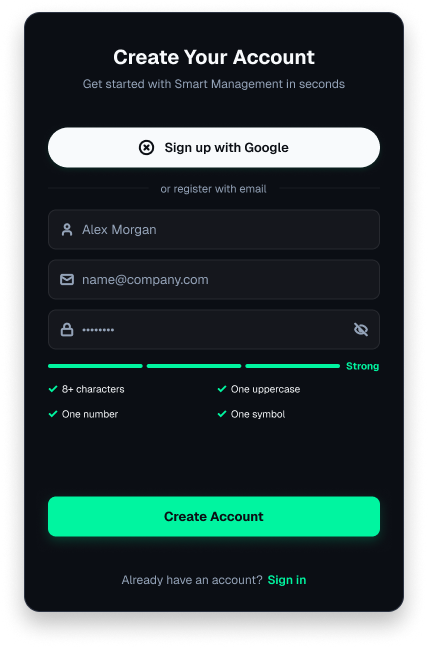 Create Your Account
Get started with Smart Management in seconds
Sign up with Google
or register with email
Alex Morgan
name@company.com
••••••••
Strong
8+ characters
One uppercase
One number
One symbol
Create Account
Already have an account? Sign in